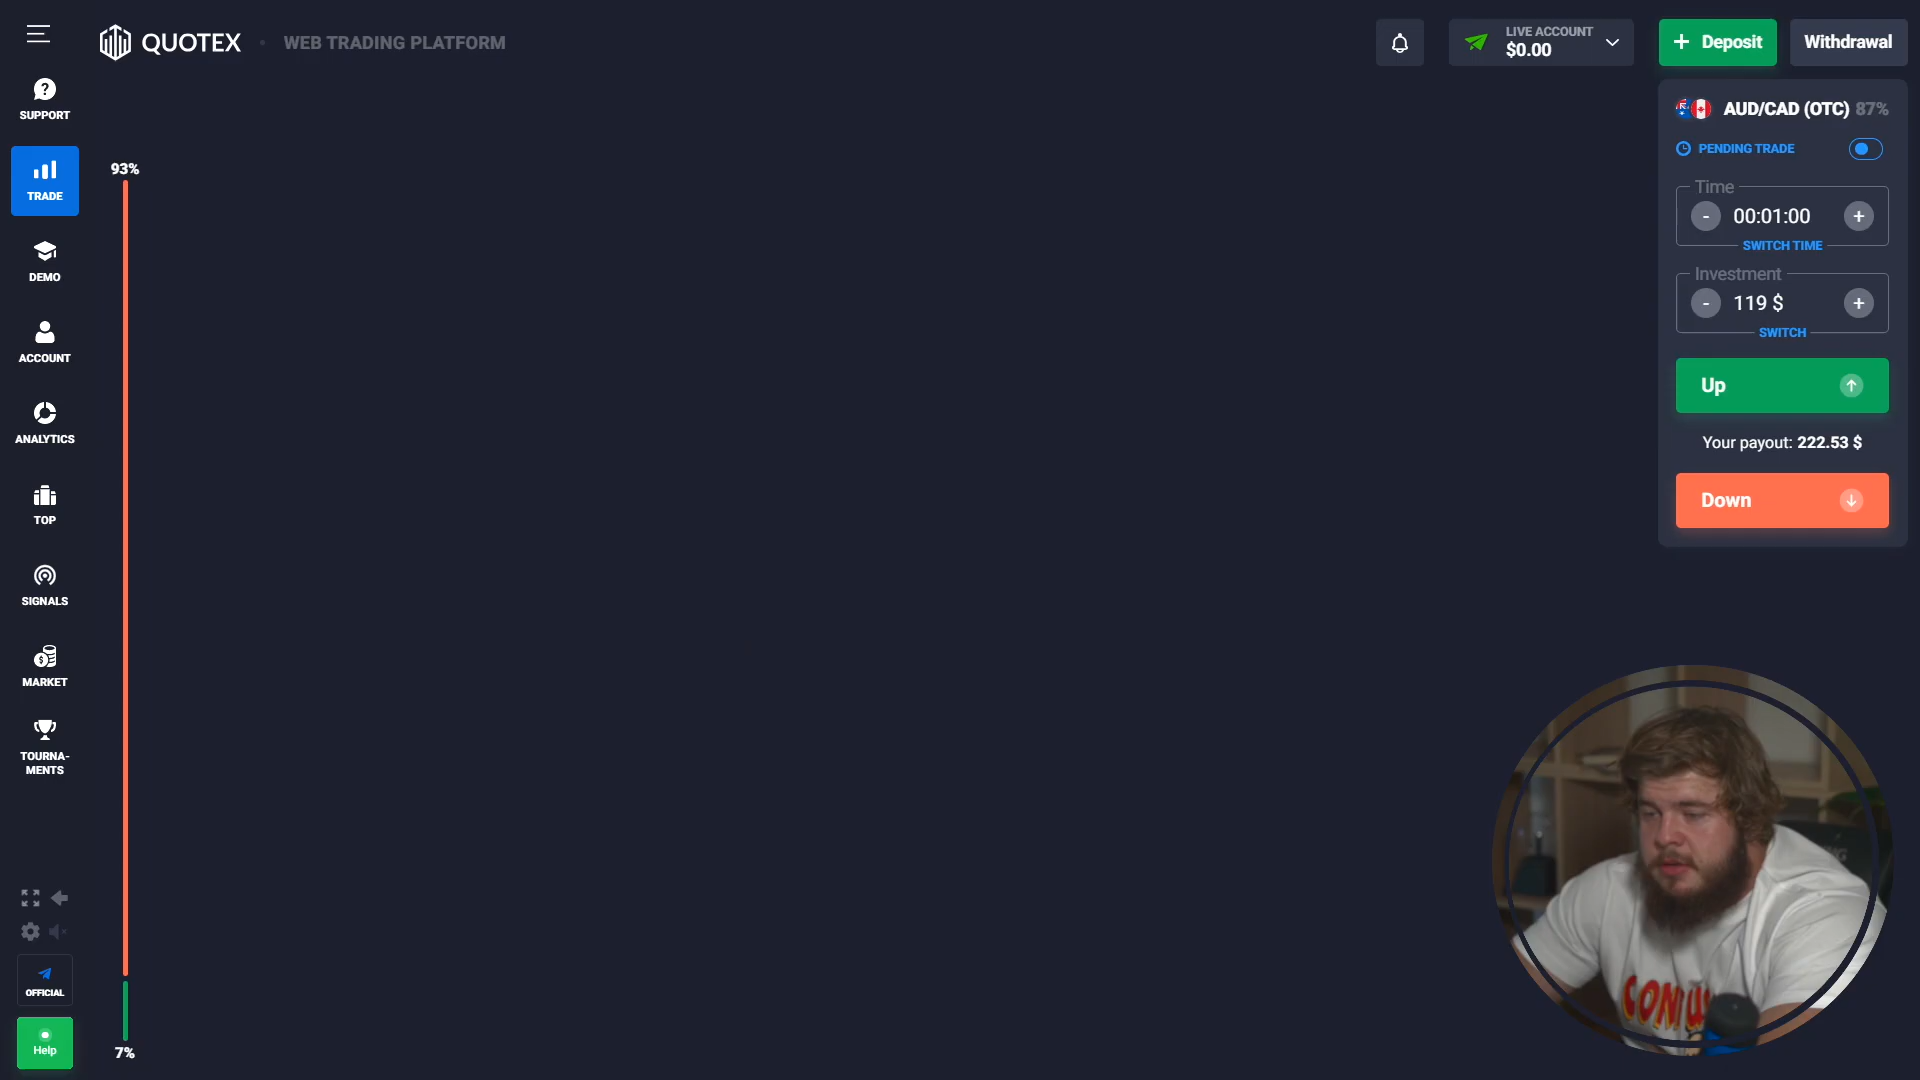 QUOTEX
WEB TRADING PLATFORM
LIVE ACCOUNT
$0.00
+ Deposit
Withdrawal
SUPPORT
TRADE
DEMO
ACCOUNT
ANALYTICS
TOP
SIGNALS
MARKET
TOURNA-
MENTS
OFFICIAL
Help
93%
7%
AUD/CAD (OTC) 87%
PENDING TRADE
Time
- 00:01:00 +
SWITCH TIME
Investment
- 119 $ +
SWITCH
Up
Your payout: 222.53 $
Down